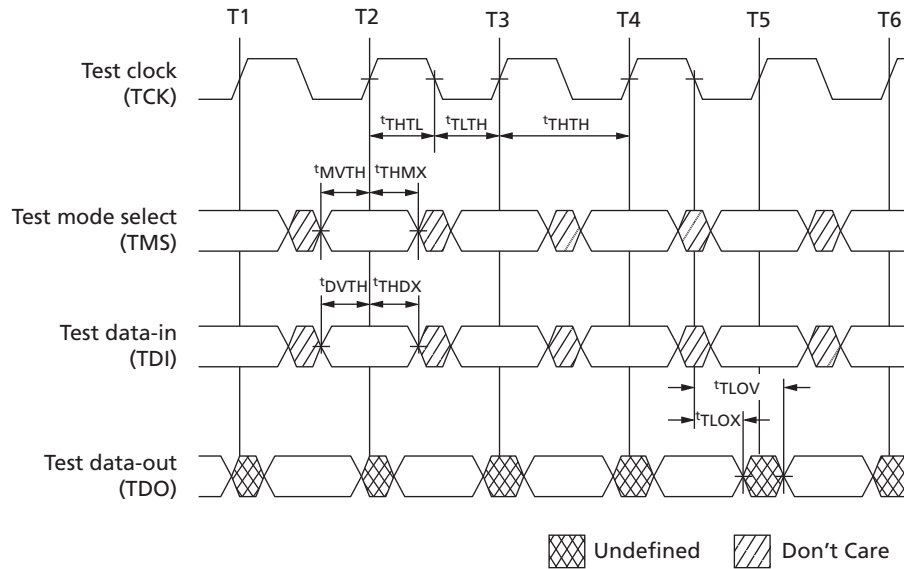 T1 T2 T3 T4 T5 T6
Test clock
(TCK)
tTHTL tTLTH tTHTH
tMVTH tTHMX
Test mode select
(TMS)
tDVTH tTHDX
Test data-in
(TDI)
tTLOV
tTLOX
Test data-out
(TDO)
Undefined Don't Care